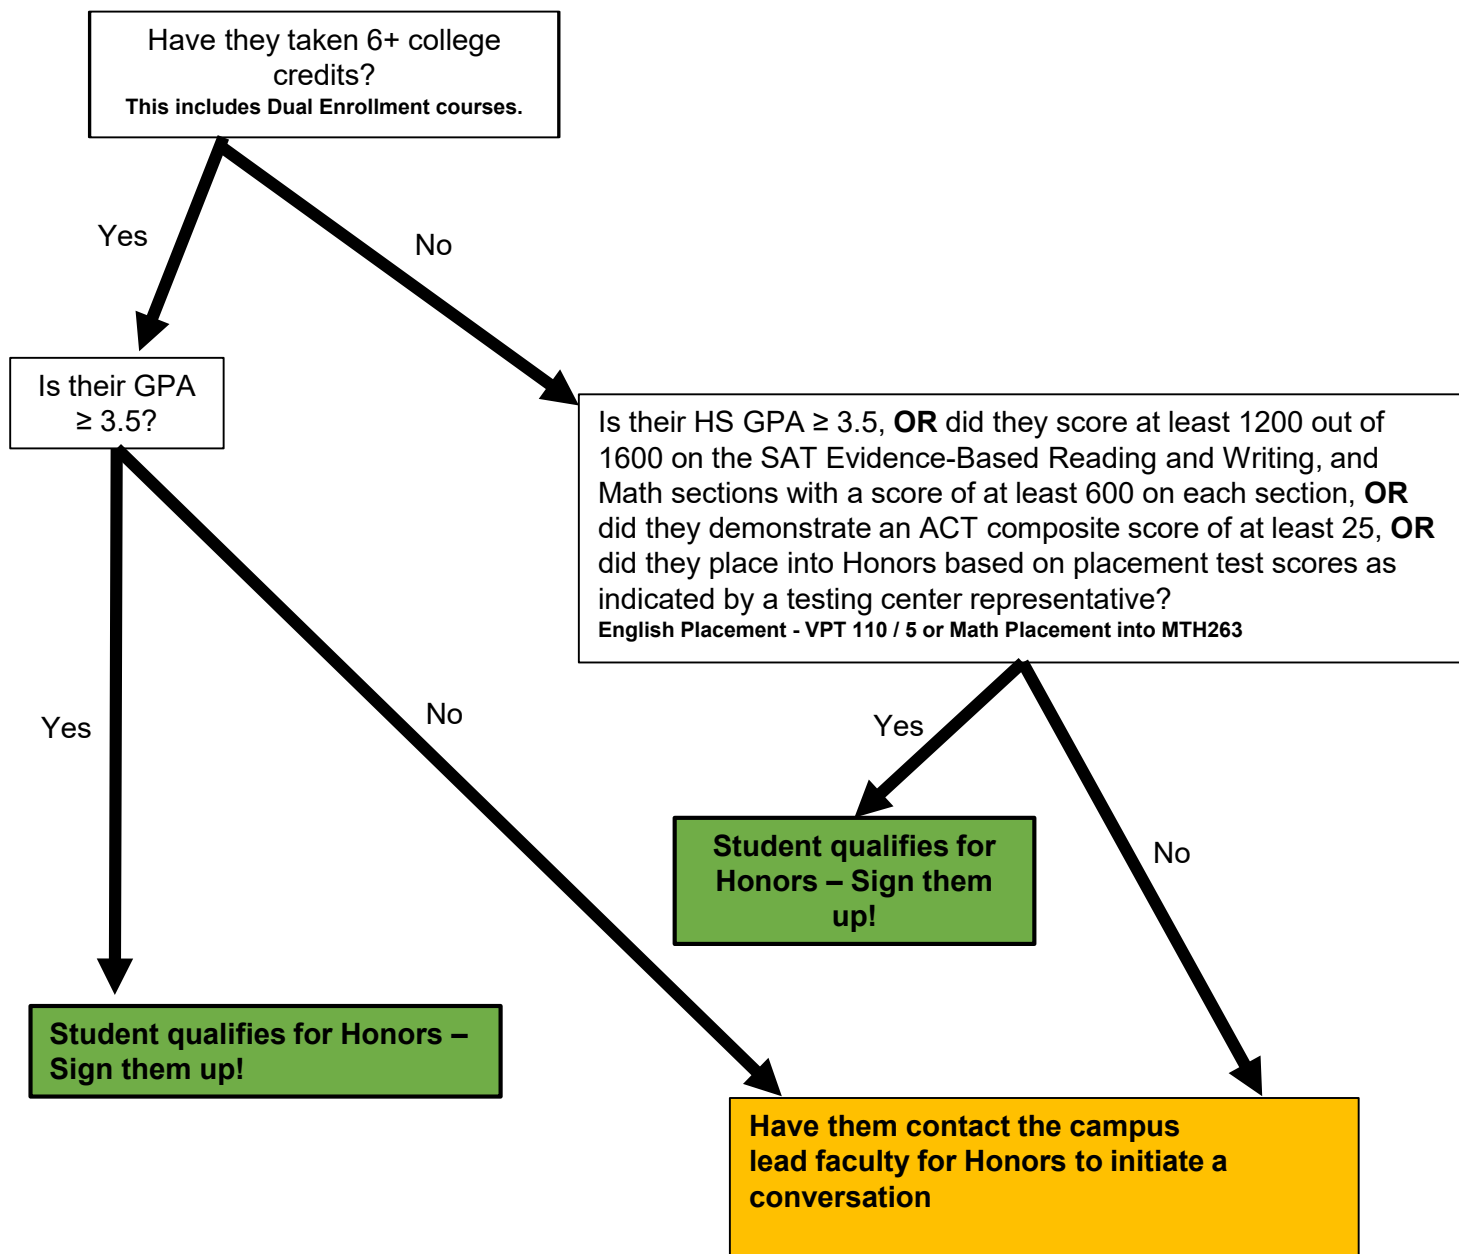 Have they taken 6+ college
credits?
This includes Dual Enrollment courses.
Yes
No
Is their GPA
≥ 3.5?
Is their HS GPA ≥ 3.5, OR did they score at least 1200 out of
1600 on the SAT Evidence-Based Reading and Writing, and
Math sections with a score of at least 600 on each section, OR
did they demonstrate an ACT composite score of at least 25, OR
did they place into Honors based on placement test scores as
indicated by a testing center representative?
English Placement - VPT 110 / 5 or Math Placement into MTH263
Yes
No
Yes
No
Student qualifies for
Honors – Sign them
up!
Student qualifies for Honors –
Sign them up!
Have them contact the campus
lead faculty for Honors to initiate a
conversation